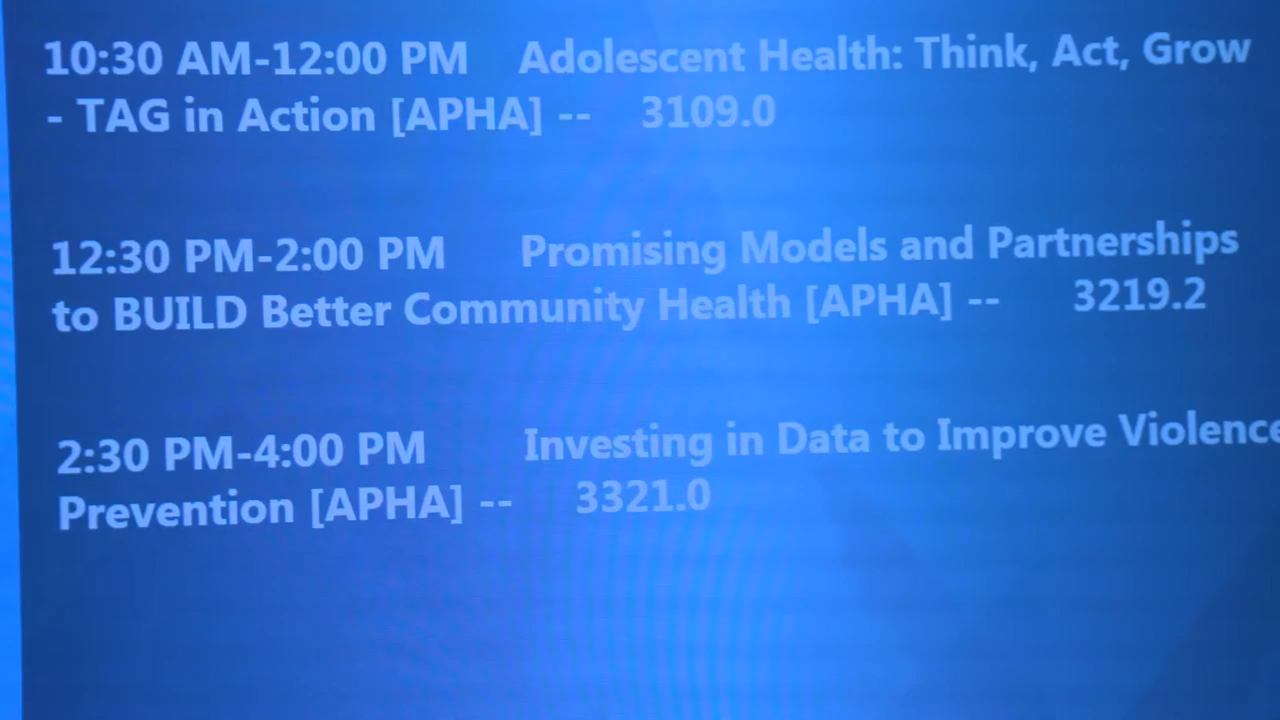 10:30 AM-12:00 PM Adolescent Health: Think, Act, Grow
- TAG in Action [APHA] -- 3109.0
12:30 PM-2:00 PM Promising Models and Partnerships
to BUILD Better Community Health [APHA] -- 3219.2
2:30 PM-4:00 PM Investing in Data to Improve Violence
Prevention [APHA] -- 3321.0